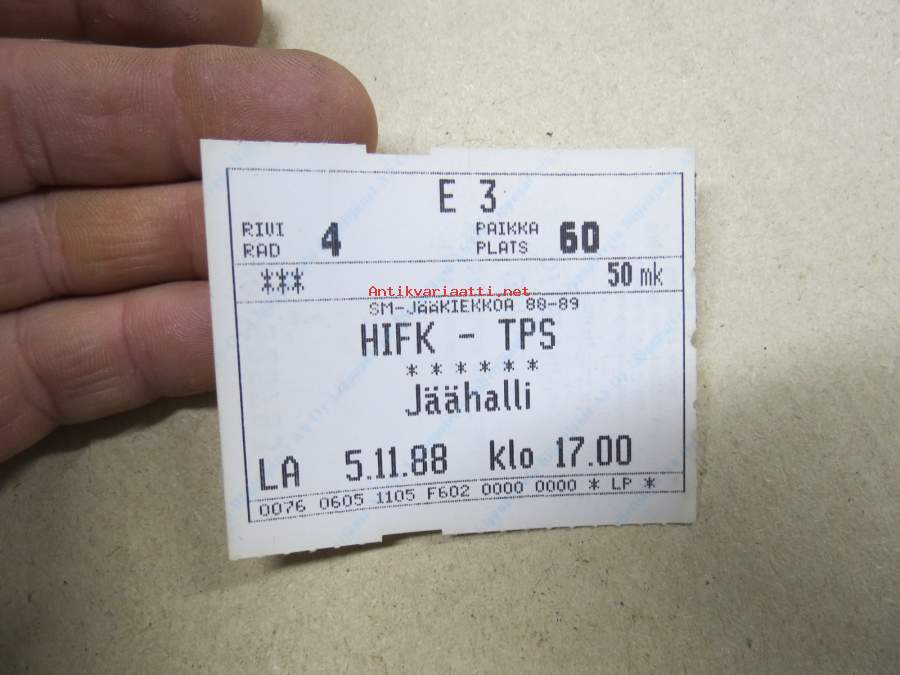 E 3
RIVI 4 PAIKKA 60
RAD PLATS
*** 50 mk
Antikvariaatti.net
SM-JÄÄKIEKKOA 88-89
HIFK - TPS
* * * * * *
Jäähalli
LA 5.11.88 klo 17.00
0076 0605 1105 F602 0000 0000 * LP *